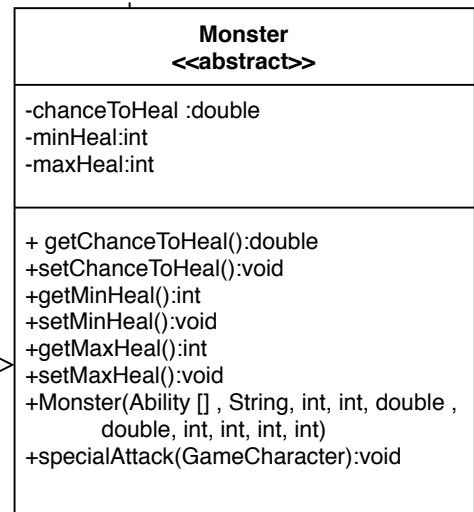 Monster
<<abstract>>
-chanceToHeal :double
-minHeal:int
-maxHeal:int
+ getChanceToHeal():double
+setChanceToHeal():void
+getMinHeal():int
+setMinHeal():void
+getMaxHeal():int
+setMaxHeal():void
+Monster(Ability [] , String, int, int, double ,
double, int, int, int, int)
+specialAttack(GameCharacter):void